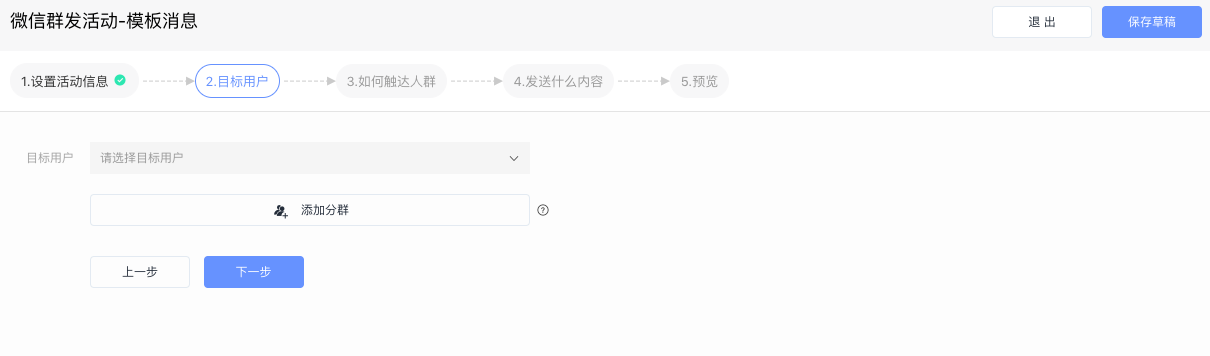 微信群发活动-模板消息
退 出
保存草稿
1.设置活动信息
2.目标用户
3.如何触达人群
4.发送什么内容
5.预览
目标用户
请选择目标用户
添加分群
上一步
下一步